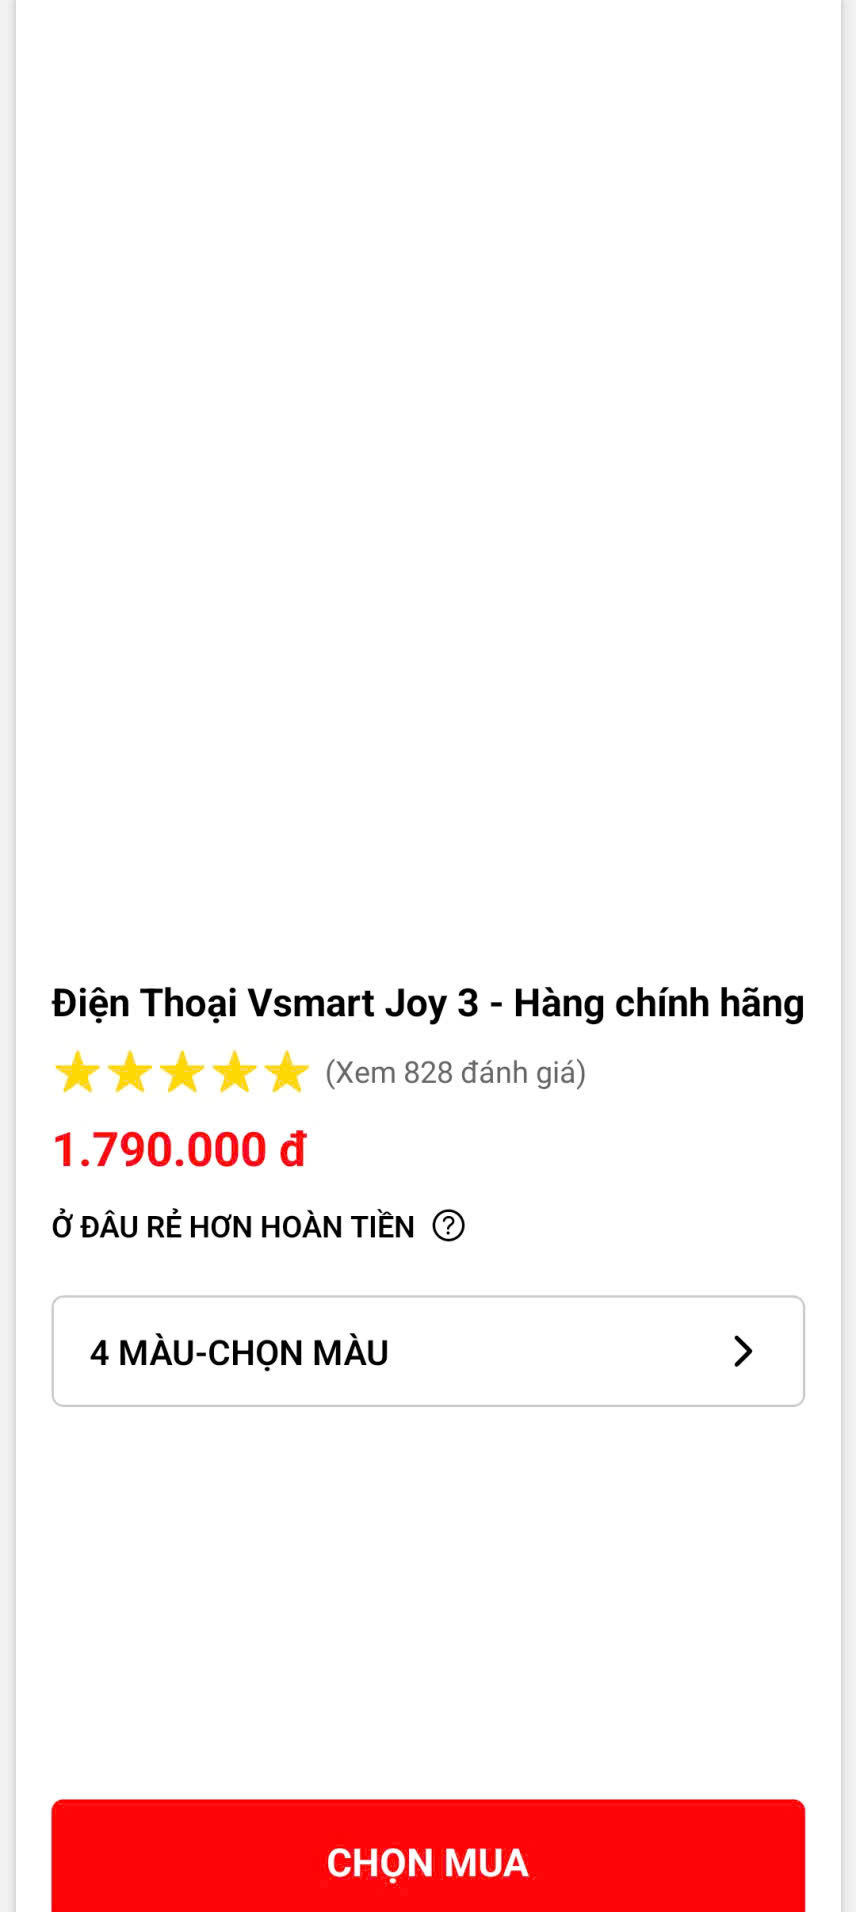 Điện Thoại Vsmart Joy 3 - Hàng chính hãng
(Xem 828 đánh giá)
1.790.000 đ
Ở ĐÂU RẺ HƠN HOÀN TIỀN ?
4 MÀU-CHỌN MÀU
CHỌN MUA